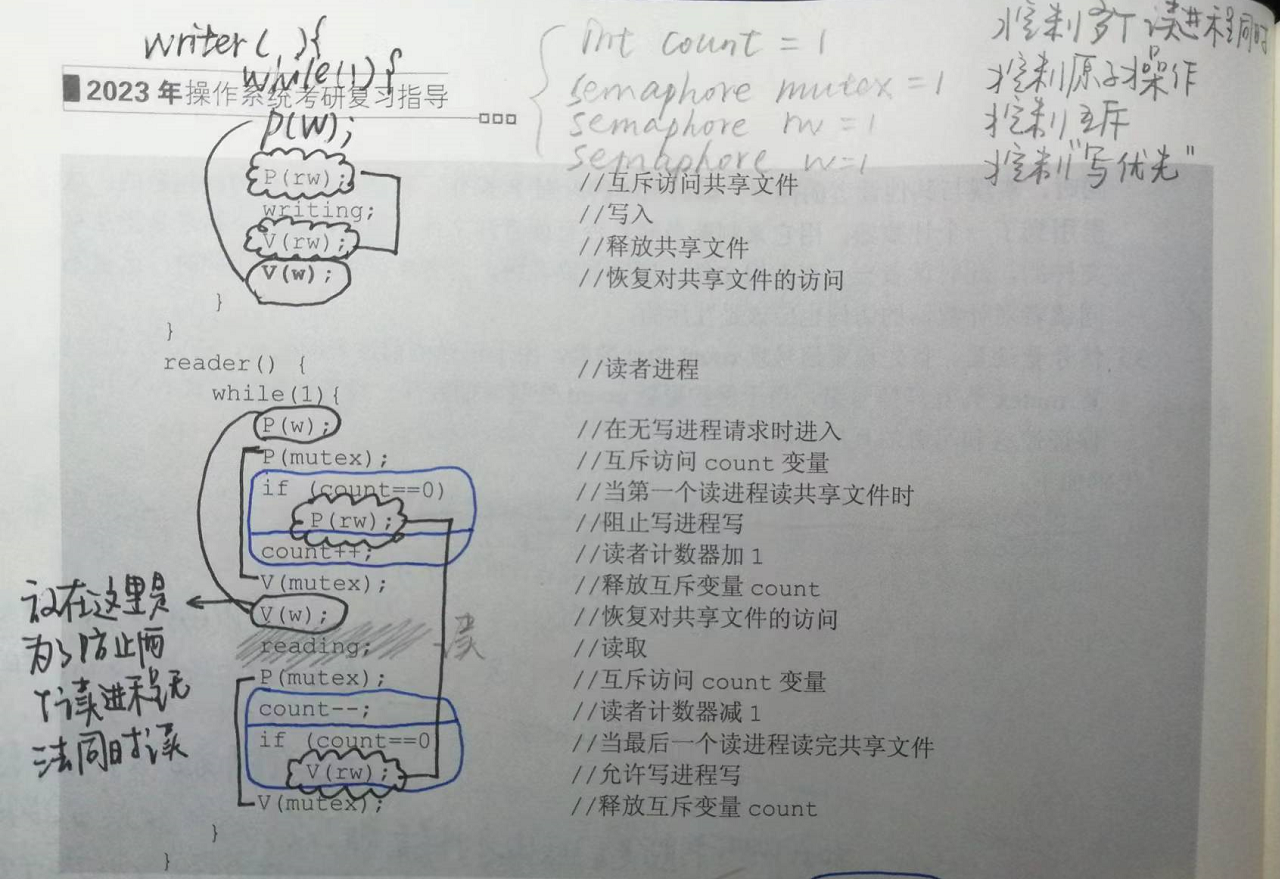 writer( ){
while(1){
2023 年操作系统考研复习指导
P(W);
int count = 1 控制多个读进程同时
semaphore mutex = 1 控制原子操作
semaphore rw = 1 控制互斥
semaphore w=1 控制"写优先"
P(rw); //互斥访问共享文件
writing; //写入
V(rw); //释放共享文件
V(w); //恢复对共享文件的访问
}
}
reader() { //读者进程
while(1){
P(w); //在无写进程请求时进入
P(mutex); //互斥访问 count 变量
if (count==0) //当第一个读进程读共享文件时
P(rw); //阻止写进程写
count++; //读者计数器加 1
V(mutex); //释放互斥变量 count
V(w); //恢复对共享文件的访问
reading; 读 //读取
P(mutex); //互斥访问 count 变量
count--; //读者计数器减 1
if (count==0 //当最后一个读进程读完共享文件
V(rw); //允许写进程写
V(mutex); //释放互斥变量 count
}
}
议在这里是
为了防止两
个读进程无
法同时读